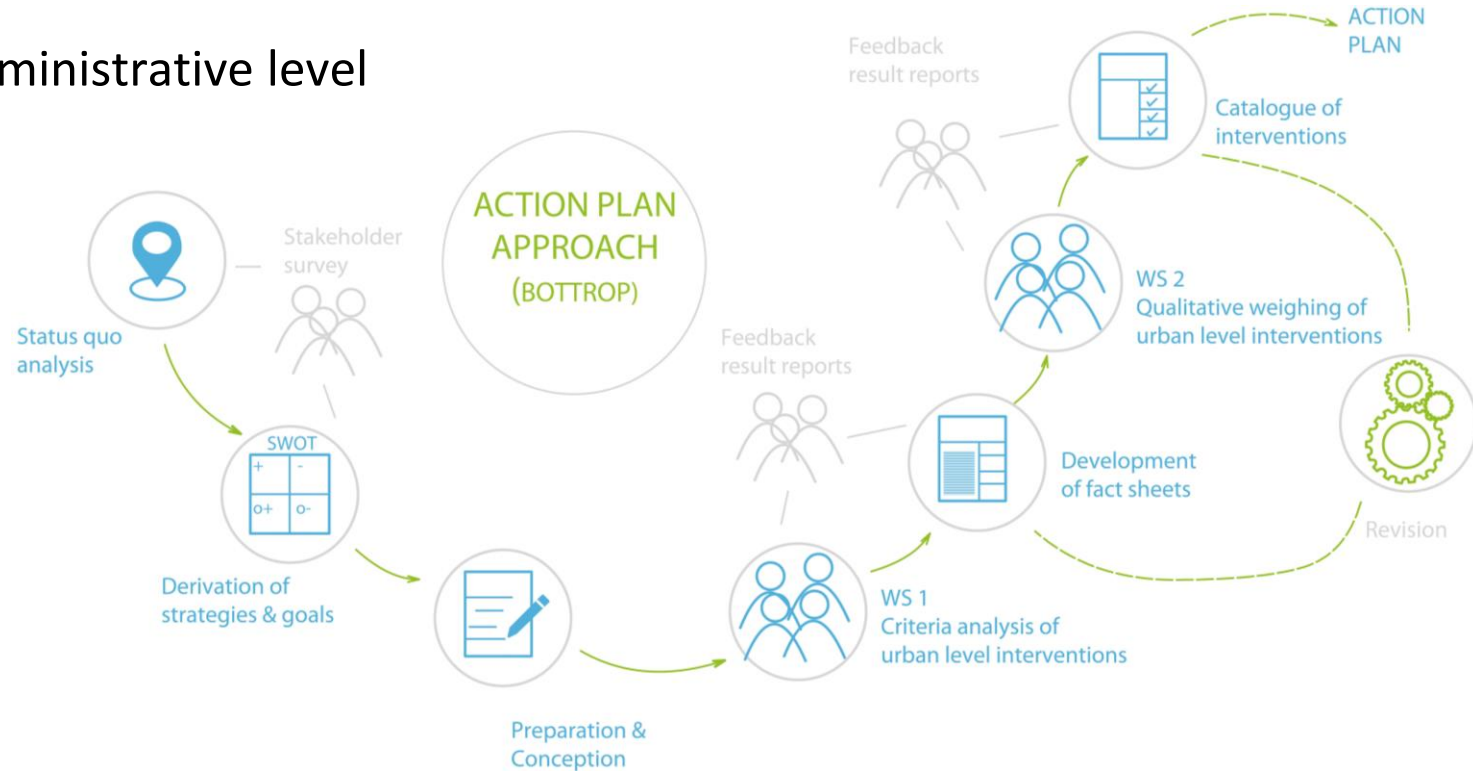 ministrative level
ACTION
PLAN
Feedback
result reports
Catalogue of
interventions
ACTION PLAN
APPROACH
(BOTTROP)
Stakeholder
survey
Status quo
analysis
WS 2
Qualitative weighing of
urban level interventions
Feedback
result reports
SWOT
+ -
o+ o-
Development
of fact sheets
Revision
Derivation of
strategies & goals
WS 1
Criteria analysis of
urban level interventions
Preparation &
Conception